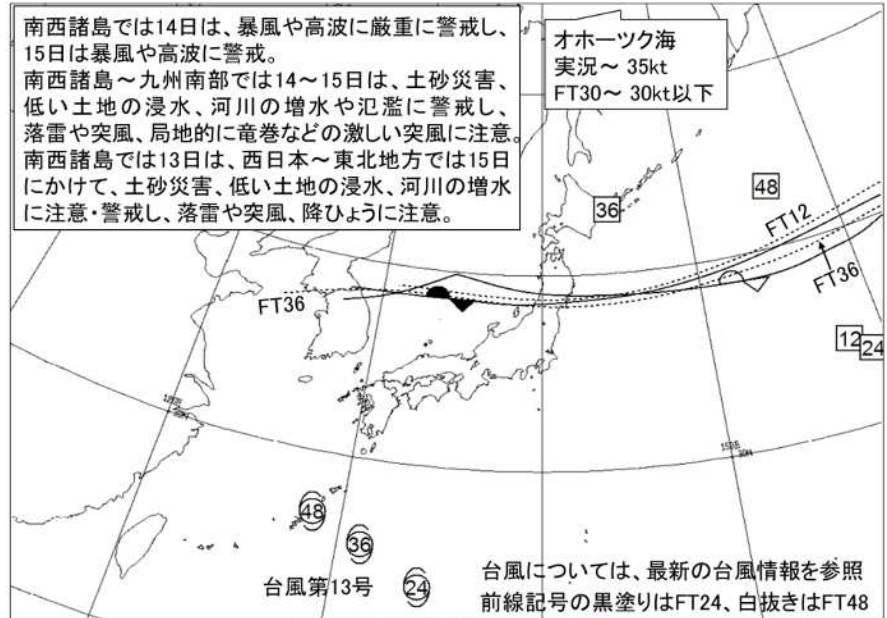 南西諸島では14日は、暴風や高波に厳重に警戒し、
15日は暴風や高波に警戒。
南西諸島～九州南部では14～15日は、土砂災害、
低い土地の浸水、河川の増水や氾濫に警戒し、
落雷や突風、局地的に竜巻などの激しい突風に注意。
南西諸島では13日は、西日本～東北地方では15日
にかけて、土砂災害、低い土地の浸水、河川の増水
に注意・警戒し、落雷や突風、降ひょうに注意。
オホーツク海
実況～ 35kt
FT30～ 30kt以下
36
48
FT12
FT36
FT36
12
24
150E
30N
48
36
24
台風第13号
台風については、最新の台風情報を参照
前線記号の黒塗りはFT24、白抜きはFT48